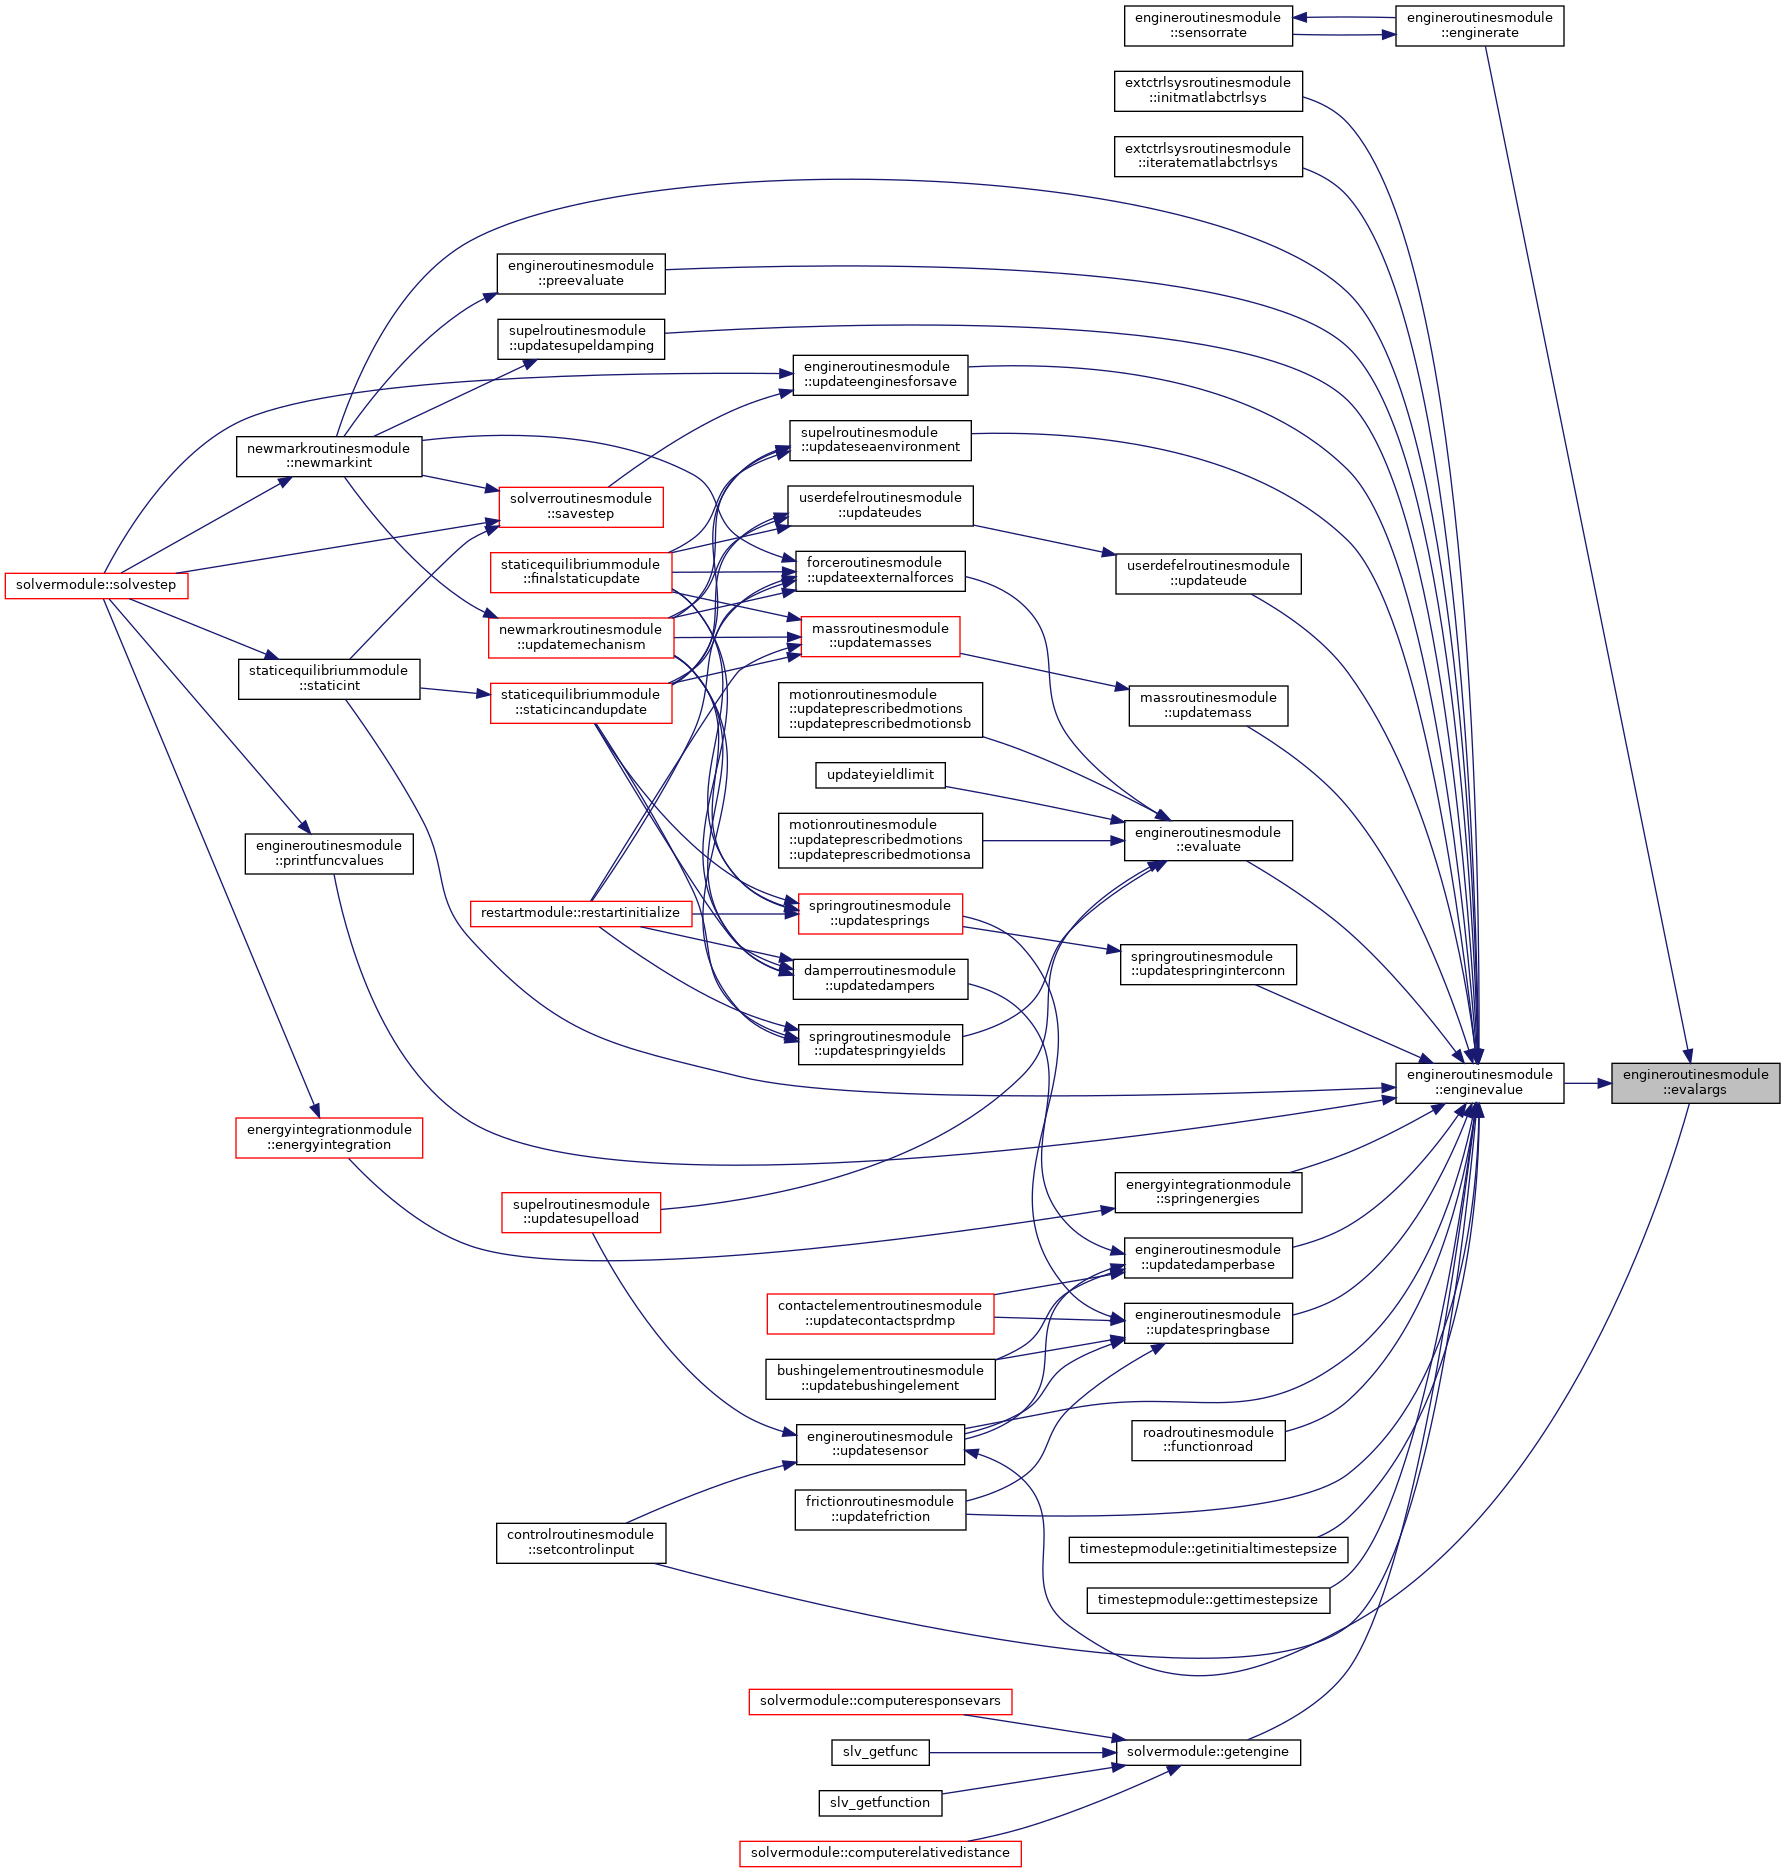 engineroutinesmodule
::sensorrate
engineroutinesmodule
::enginerate
extctrlsysroutinesmodule
::initmatlabctrlsys
extctrlsysroutinesmodule
::iteratematlabctrlsys
engineroutinesmodule
::preevaluate
supelroutinesmodule
::updatesupeldamping
engineroutinesmodule
::updateenginesforsave
supelroutinesmodule
::updateseaenvironment
newmarkroutinesmodule
::newmarkint
solverroutinesmodule
::savestep
userdefelroutinesmodule
::updateudes
staticequilibriummodule
::finalstaticupdate
forceroutinesmodule
::updateexternalforces
userdefelroutinesmodule
::updateude
solvermodule::solvestep
newmarkroutinesmodule
::updatemechanism
massroutinesmodule
::updatemasses
staticequilibriummodule
::staticint
staticequilibriummodule
::staticincandupdate
motionroutinesmodule
::updateprescribedmotions
::updateprescribedmotionsb
massroutinesmodule
::updatemass
updateyieldlimit
motionroutinesmodule
::updateprescribedmotions
::updateprescribedmotionsa
engineroutinesmodule
::evaluate
engineroutinesmodule
::printfuncvalues
restartmodule::restartinitialize
springroutinesmodule
::updatesprings
springroutinesmodule
::updatespringinterconn
damperroutinesmodule
::updatedampers
springroutinesmodule
::updatespringyields
engineroutinesmodule
::enginevalue
engineroutinesmodule
::evalargs
energyintegrationmodule
::energyintegration
energyintegrationmodule
::springenergies
supelroutinesmodule
::updatesupelload
engineroutinesmodule
::updatedamperbase
contactelementroutinesmodule
::updatecontactsprdmp
engineroutinesmodule
::updatespringbase
bushingelementroutinesmodule
::updatebushingelement
engineroutinesmodule
::updatesensor
roadroutinesmodule
::functionroad
frictionroutinesmodule
::updatefriction
controlroutinesmodule
::setcontrolinput
timestepmodule::getinitialtimestepsize
timestepmodule::gettimestepsize
solvermodule::computeresponsevars
slv_getfunc
solvermodule::getengine
slv_getfunction
solvermodule::computerelativedistance